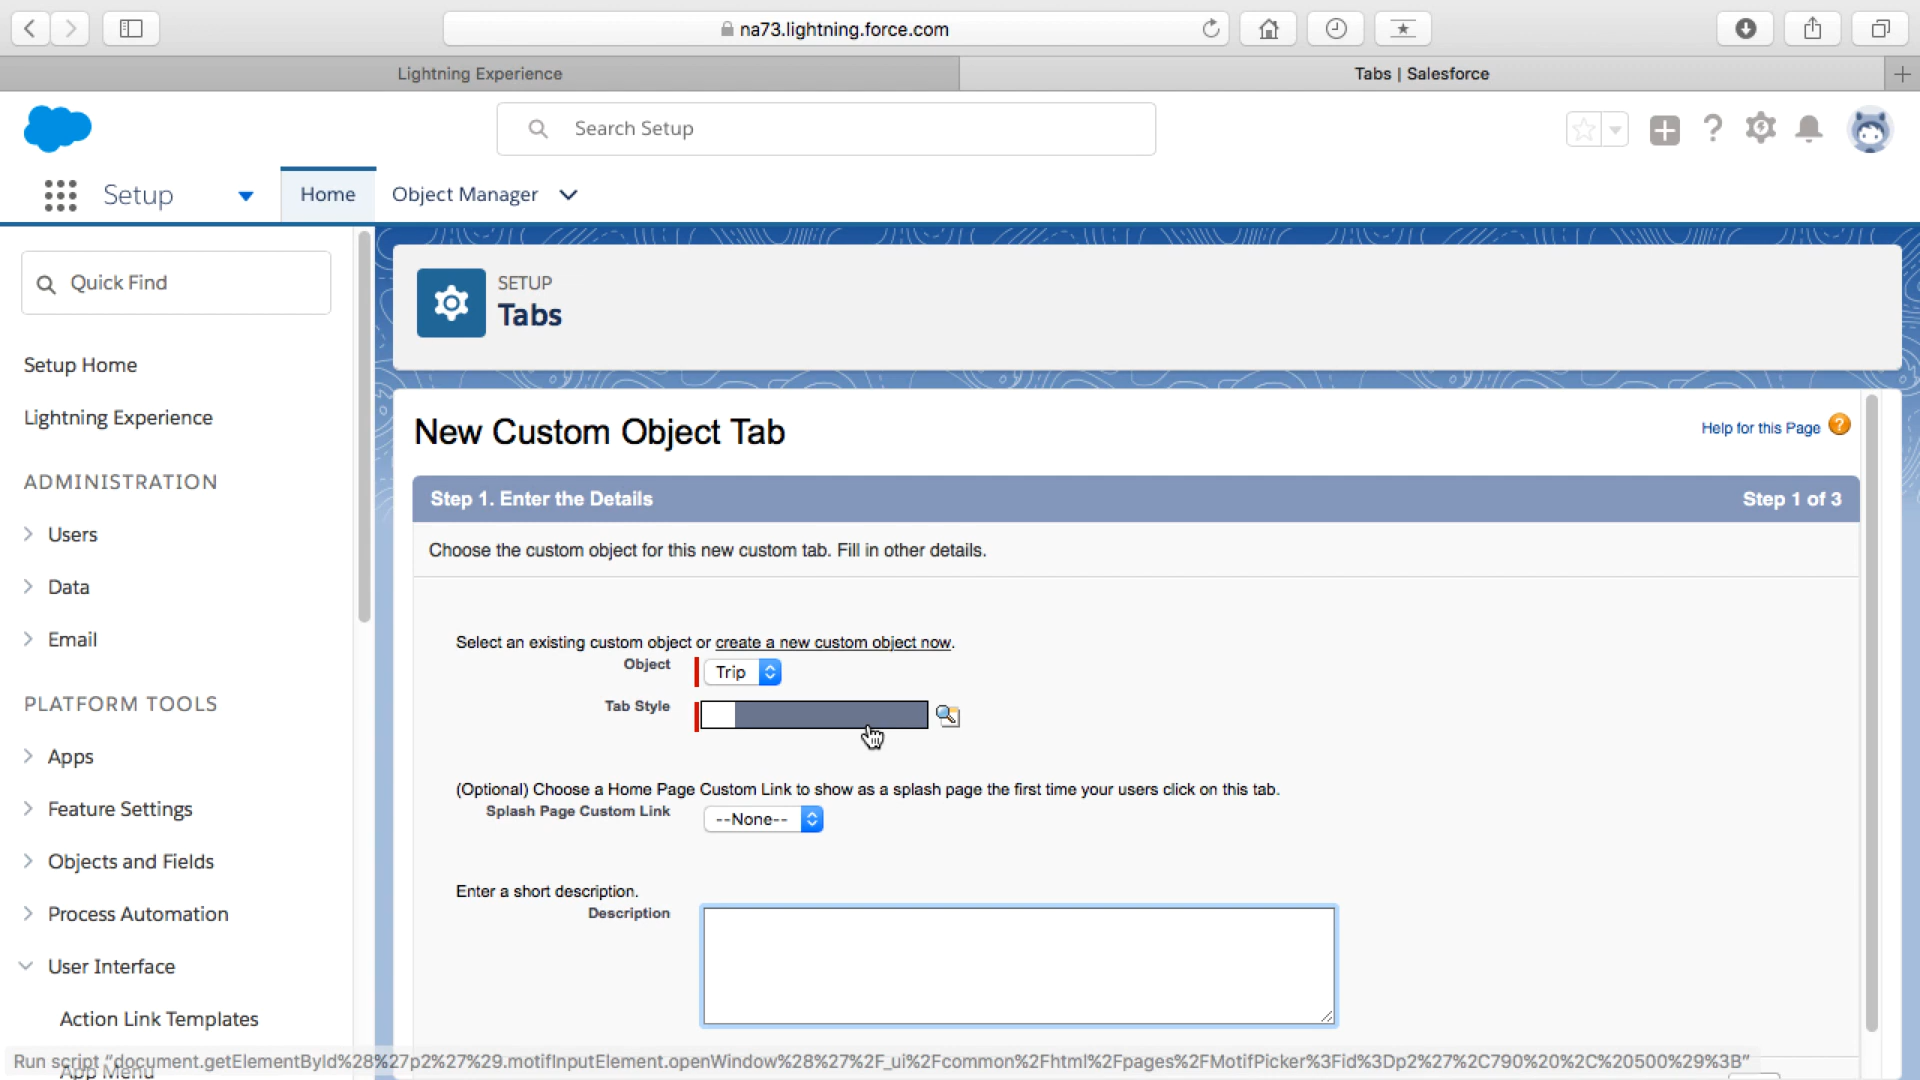 na73.lightning.force.com
Lightning Experience
Tabs | Salesforce
Search Setup
Setup
Home
Object Manager
Quick Find
SETUP
Tabs
Setup Home
Lightning Experience
New Custom Object Tab
Help for this Page
ADMINISTRATION
Step 1. Enter the Details
Step 1 of 3
Users
Choose the custom object for this new custom tab. Fill in other details.
Data
Email
Select an existing custom object or create a new custom object now.
Object
Trip
PLATFORM TOOLS
Tab Style
Apps
(Optional) Choose a Home Page Custom Link to show as a splash page the first time your users click on this tab.
Feature Settings
Splash Page Custom Link
--None--
Objects and Fields
Enter a short description.
Process Automation
Description
User Interface
Action Link Templates
Run script "document.getElementById%28%27p2%27%29.motifInputElement.openWindow%28%27%2F_ui%2Fcommon%2Fhtml%2Fpages%2FMotifPicker%3Fid%3Dp2%27%2C790%20%2C%20500%29%3B"
App Menu